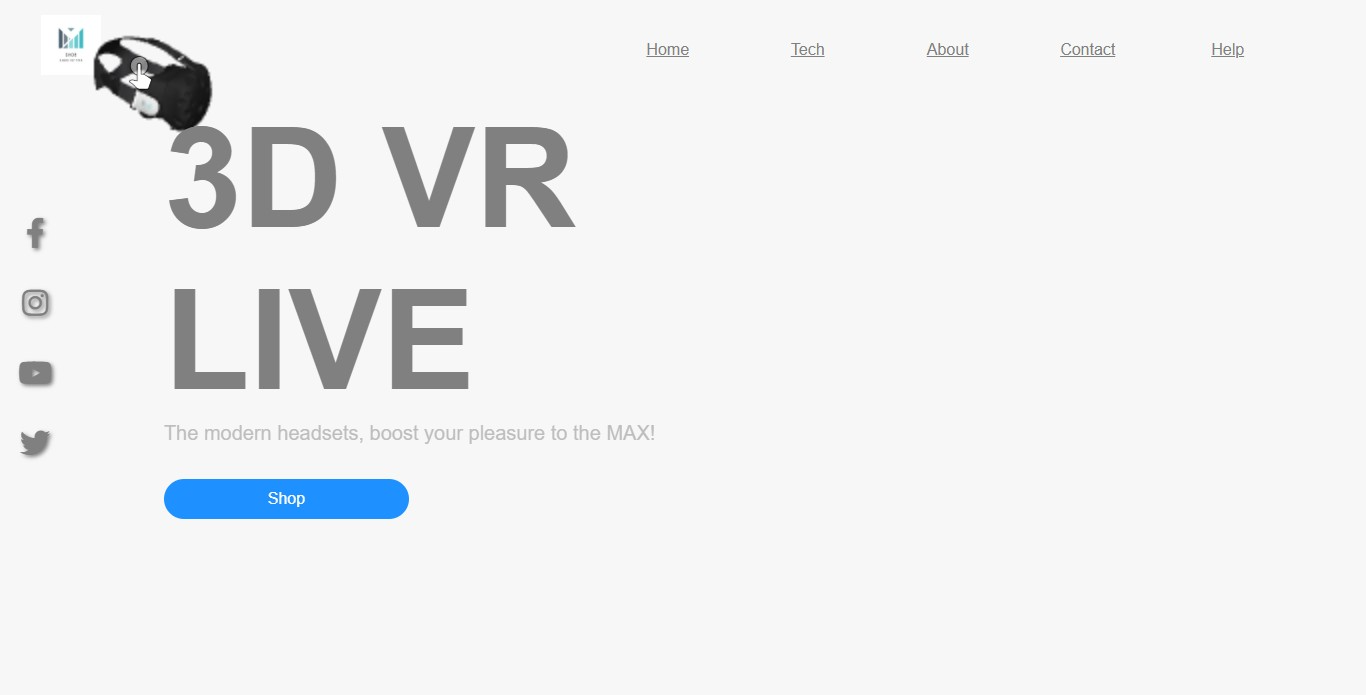 Home Tech About Contact Help
3D VR
LIVE
The modern headsets, boost your pleasure to the MAX!
Shop